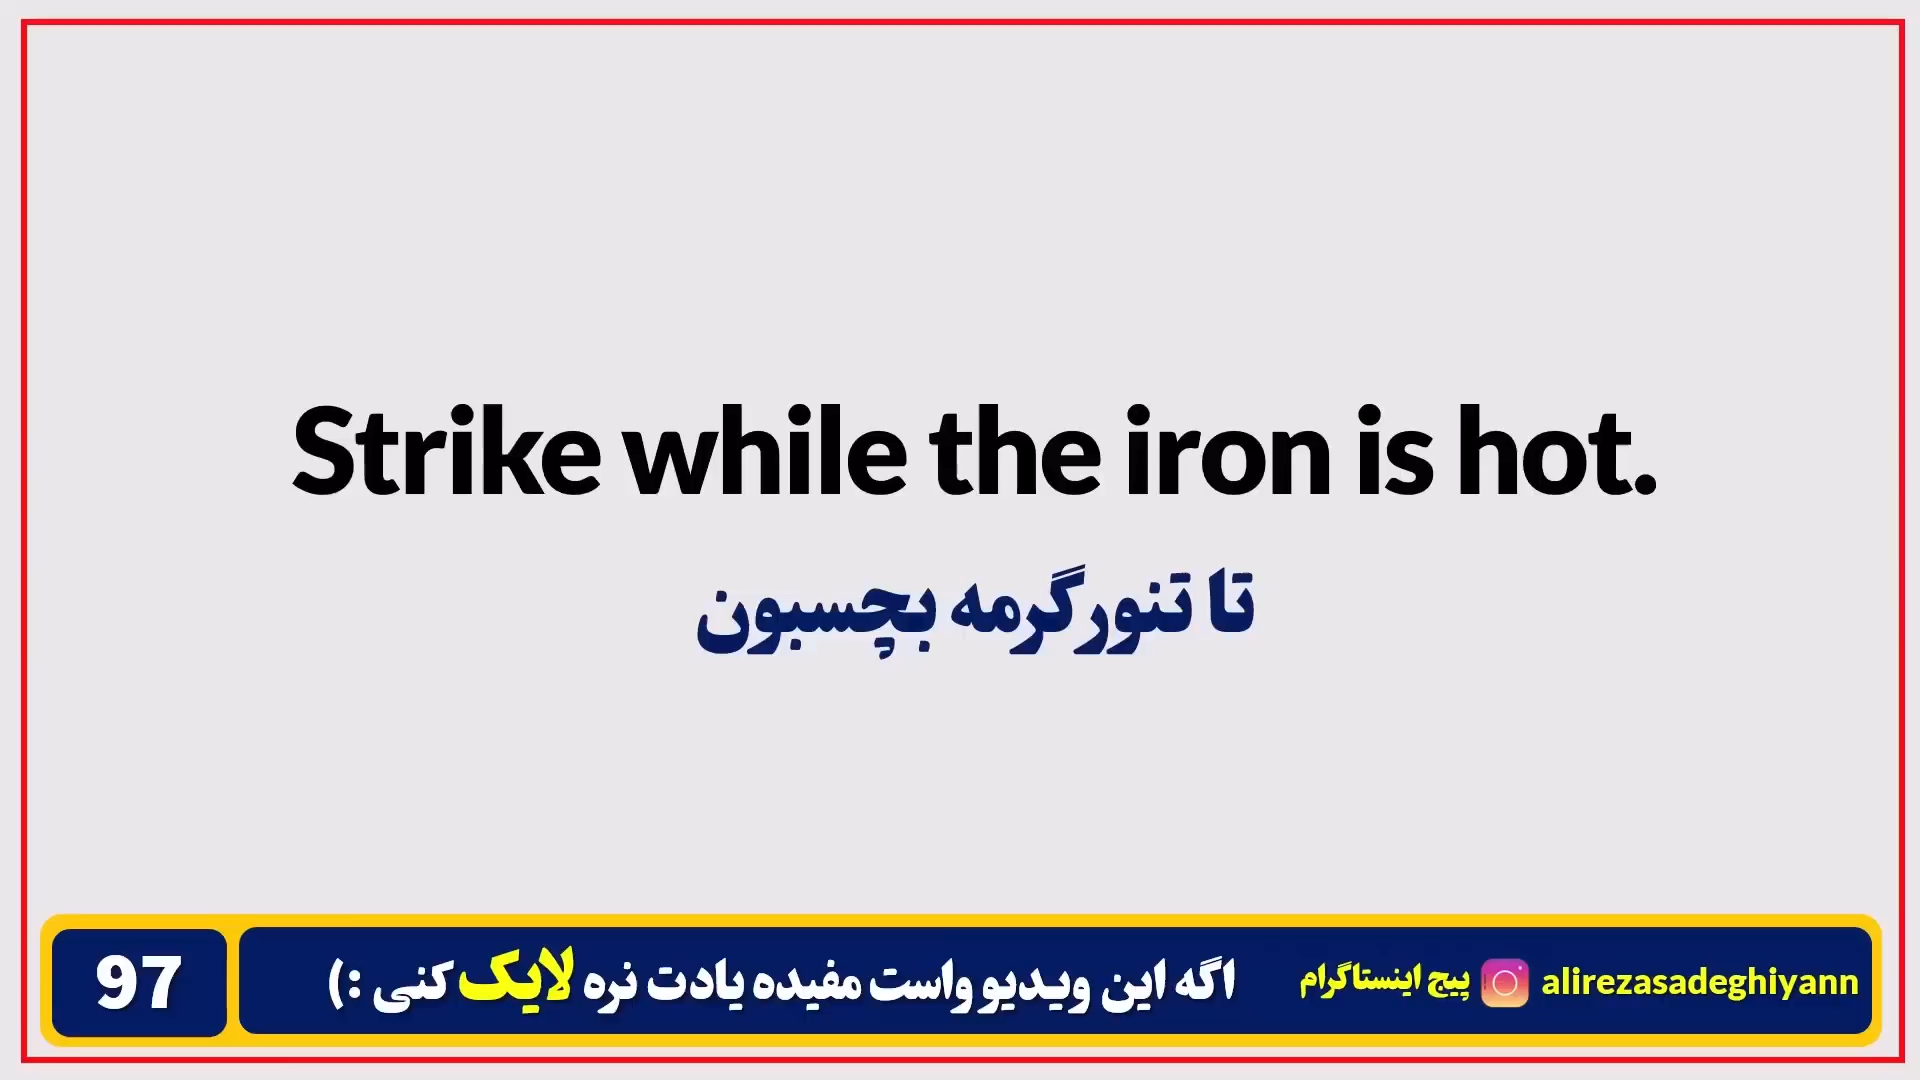 Strike while the iron is hot.
تا تنور گرمه بچسبون
97
اگه این ویدیو واست مفیده یادت نره لایک کنی :)
پیج اینستاگرام
alirezasadeghiyann